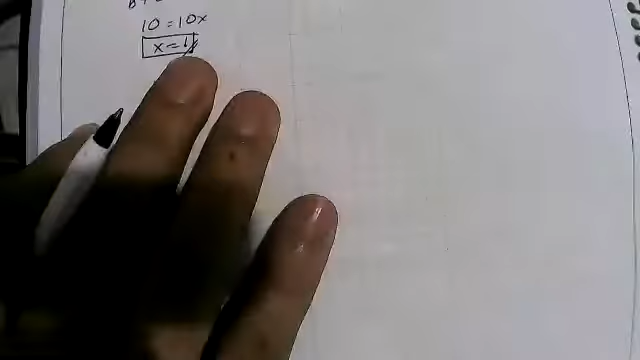 10 = 10x
x = 1